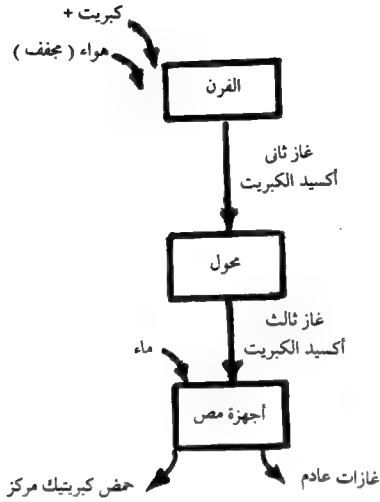 كبريت +
هواء ( مجفف )
الفرن
غاز ثانى
أكسيد الكبريت
محول
غاز ثالث
أكسيد الكبريت
ماء
أجهزة مص
حمض كبريتيك مركز
غازات عادم